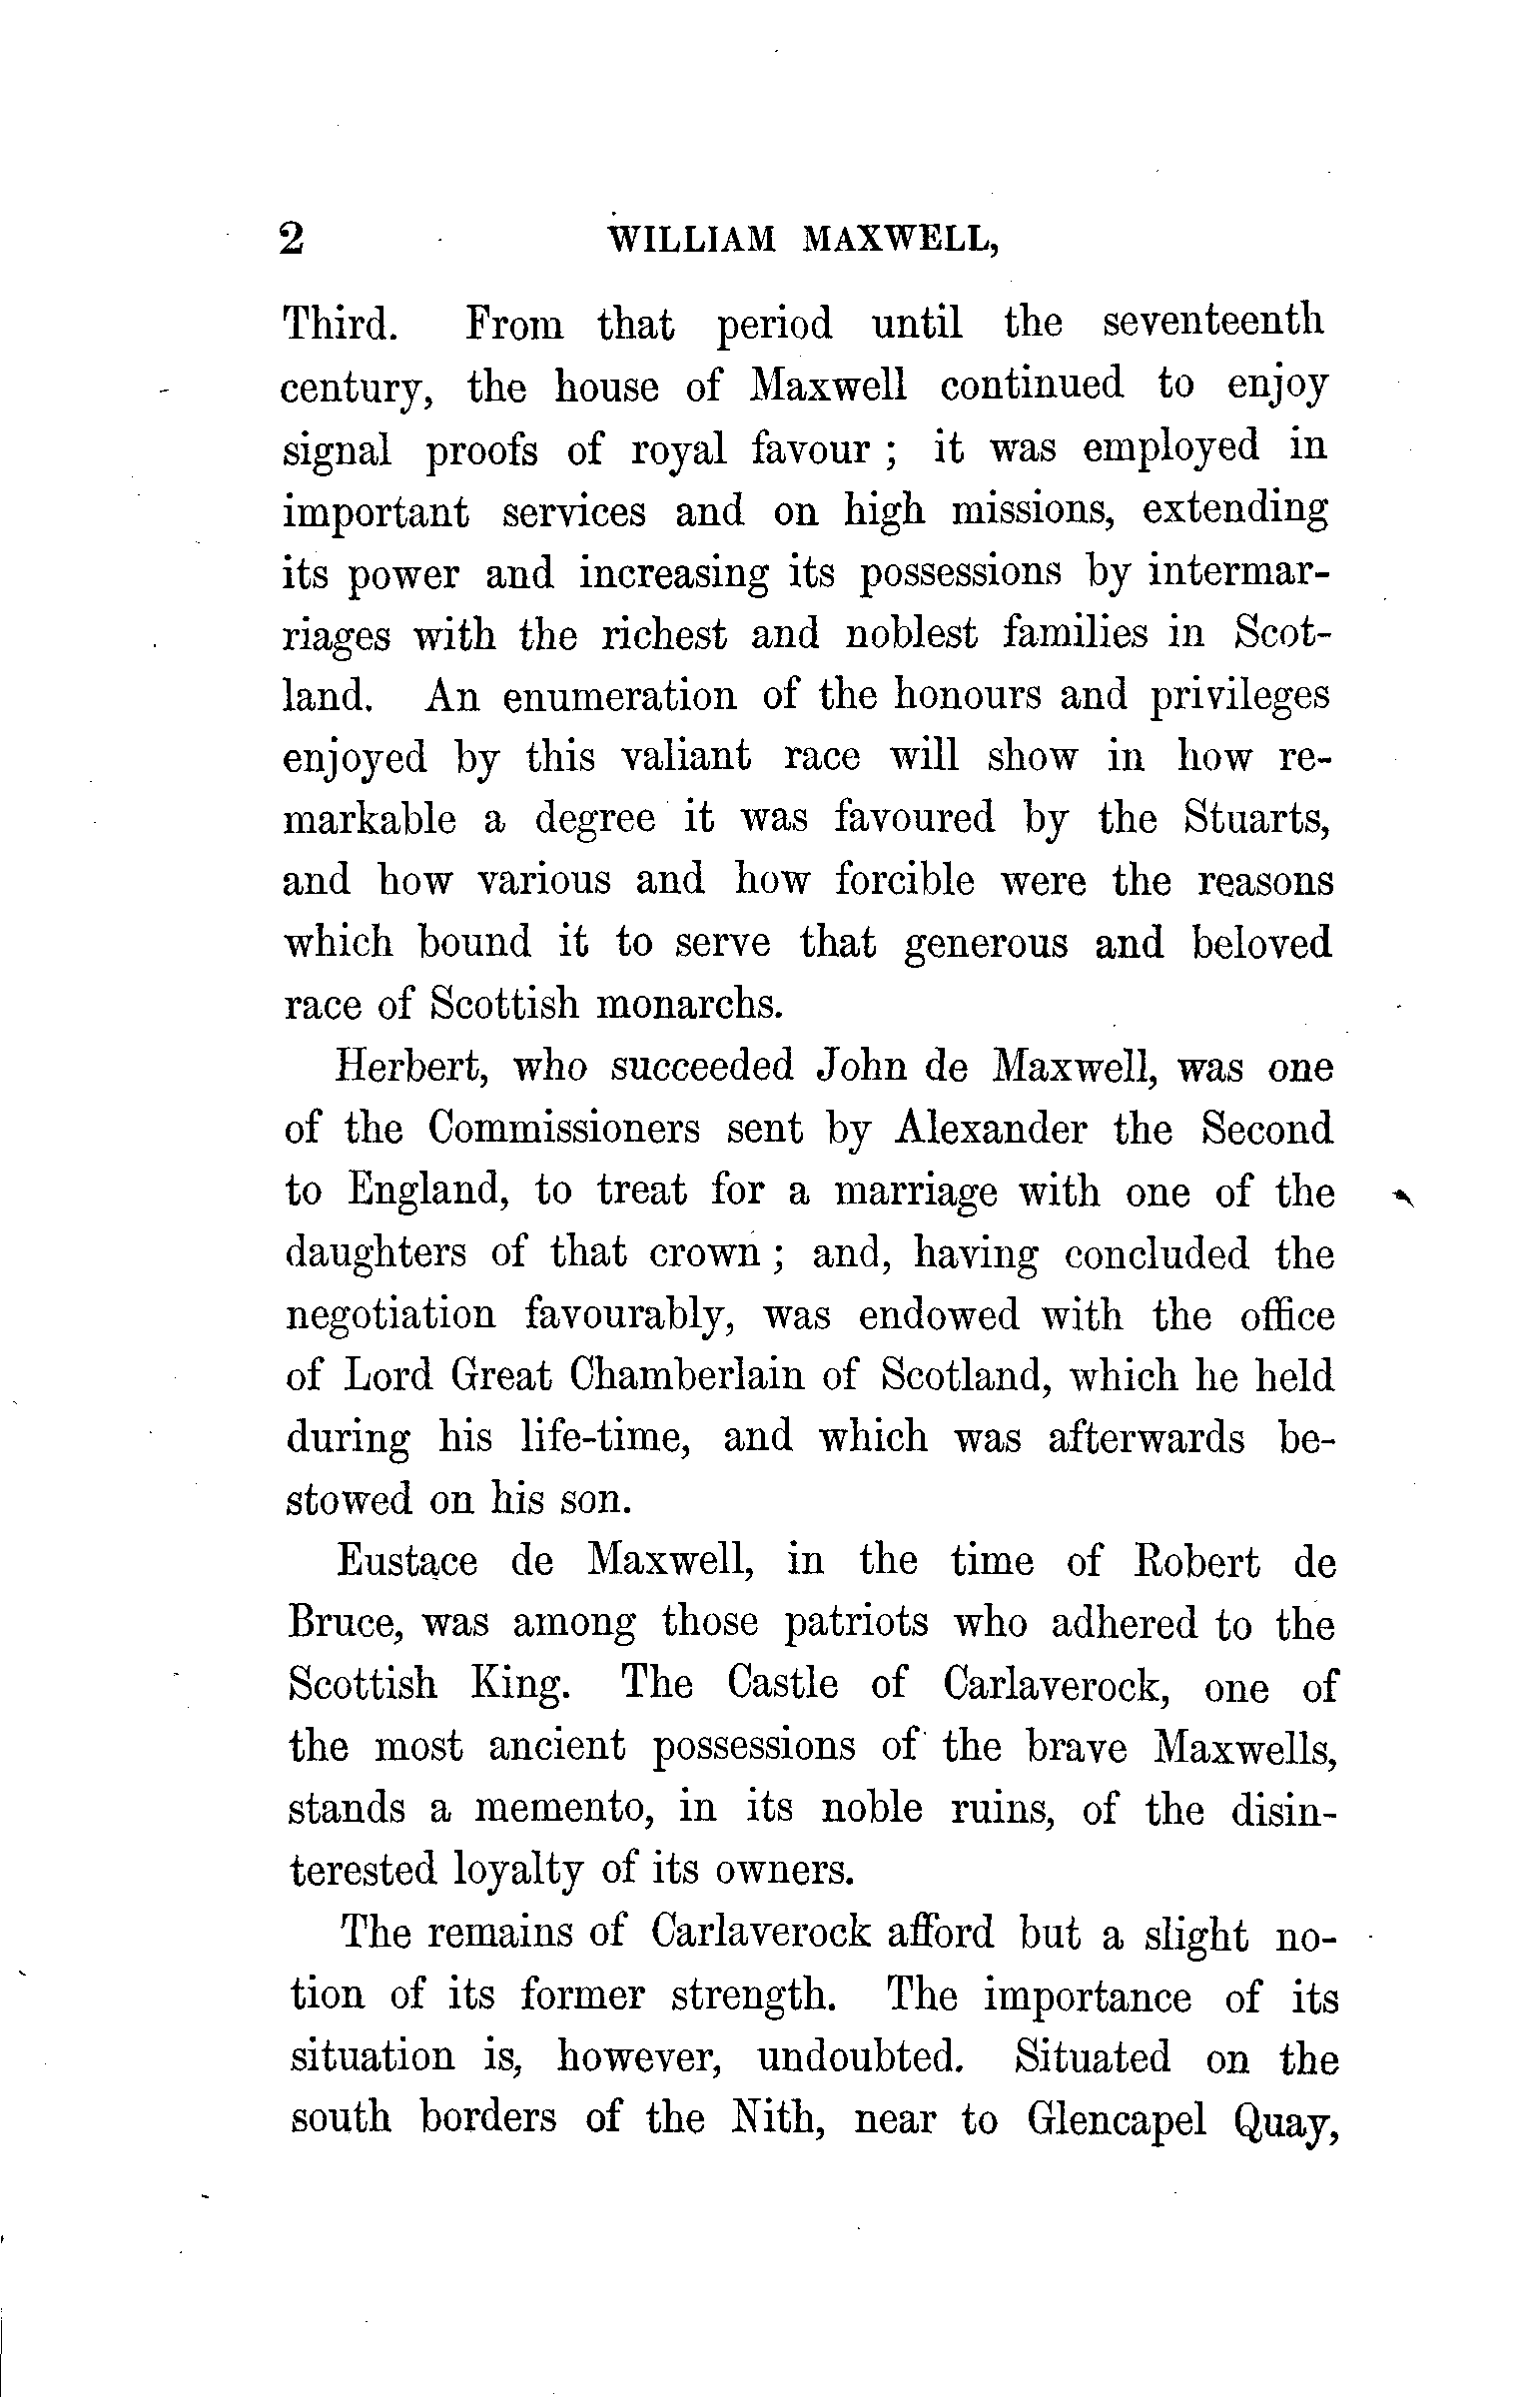 2 WILLIAM MAXWELL,
Third. From that period until the seventeenth
century, the house of Maxwell continued to enjoy
signal proofs of royal favour ; it was employed in
important services and on high missions, extending
its power and increasing its possessions by intermar-
riages with the richest and noblest families in Scot-
land. An enumeration of the honours and privileges
enjoyed by this valiant race will show in how re-
markable a degree it was favoured by the Stuarts,
and how various and how forcible were the reasons
which bound it to serve that generous and beloved
race of Scottish monarchs.
Herbert, who succeeded John de Maxwell, was one
of the Commissioners sent by Alexander the Second
to England, to treat for a marriage with one of the
daughters of that crown ; and, having concluded the
negotiation favourably, was endowed with the office
of Lord Great Chamberlain of Scotland, which he held
during his life-time, and which was afterwards be-
stowed on his son.
Eustace de Maxwell, in the time of Robert de
Bruce, was among those patriots who adhered to the
Scottish King. The Castle of Carlaverock, one of
the most ancient possessions of the brave Maxwells,
stands a memento, in its noble ruins, of the disin-
terested loyalty of its owners.
The remains of Carlaverock afford but a slight no-
tion of its former strength. The importance of its
situation is, however, undoubted. Situated on the
south borders of the Nith, near to Glencapel Quay,